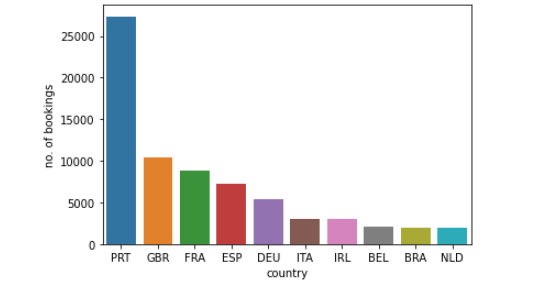 no. of bookings
25000
20000
15000
10000
5000
0
PRT GBR FRA ESP DEU ITA IRL BEL BRA NLD
country